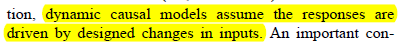 tion, dynamic causal models assume the responses are
driven by designed changes in inputs. An important con-